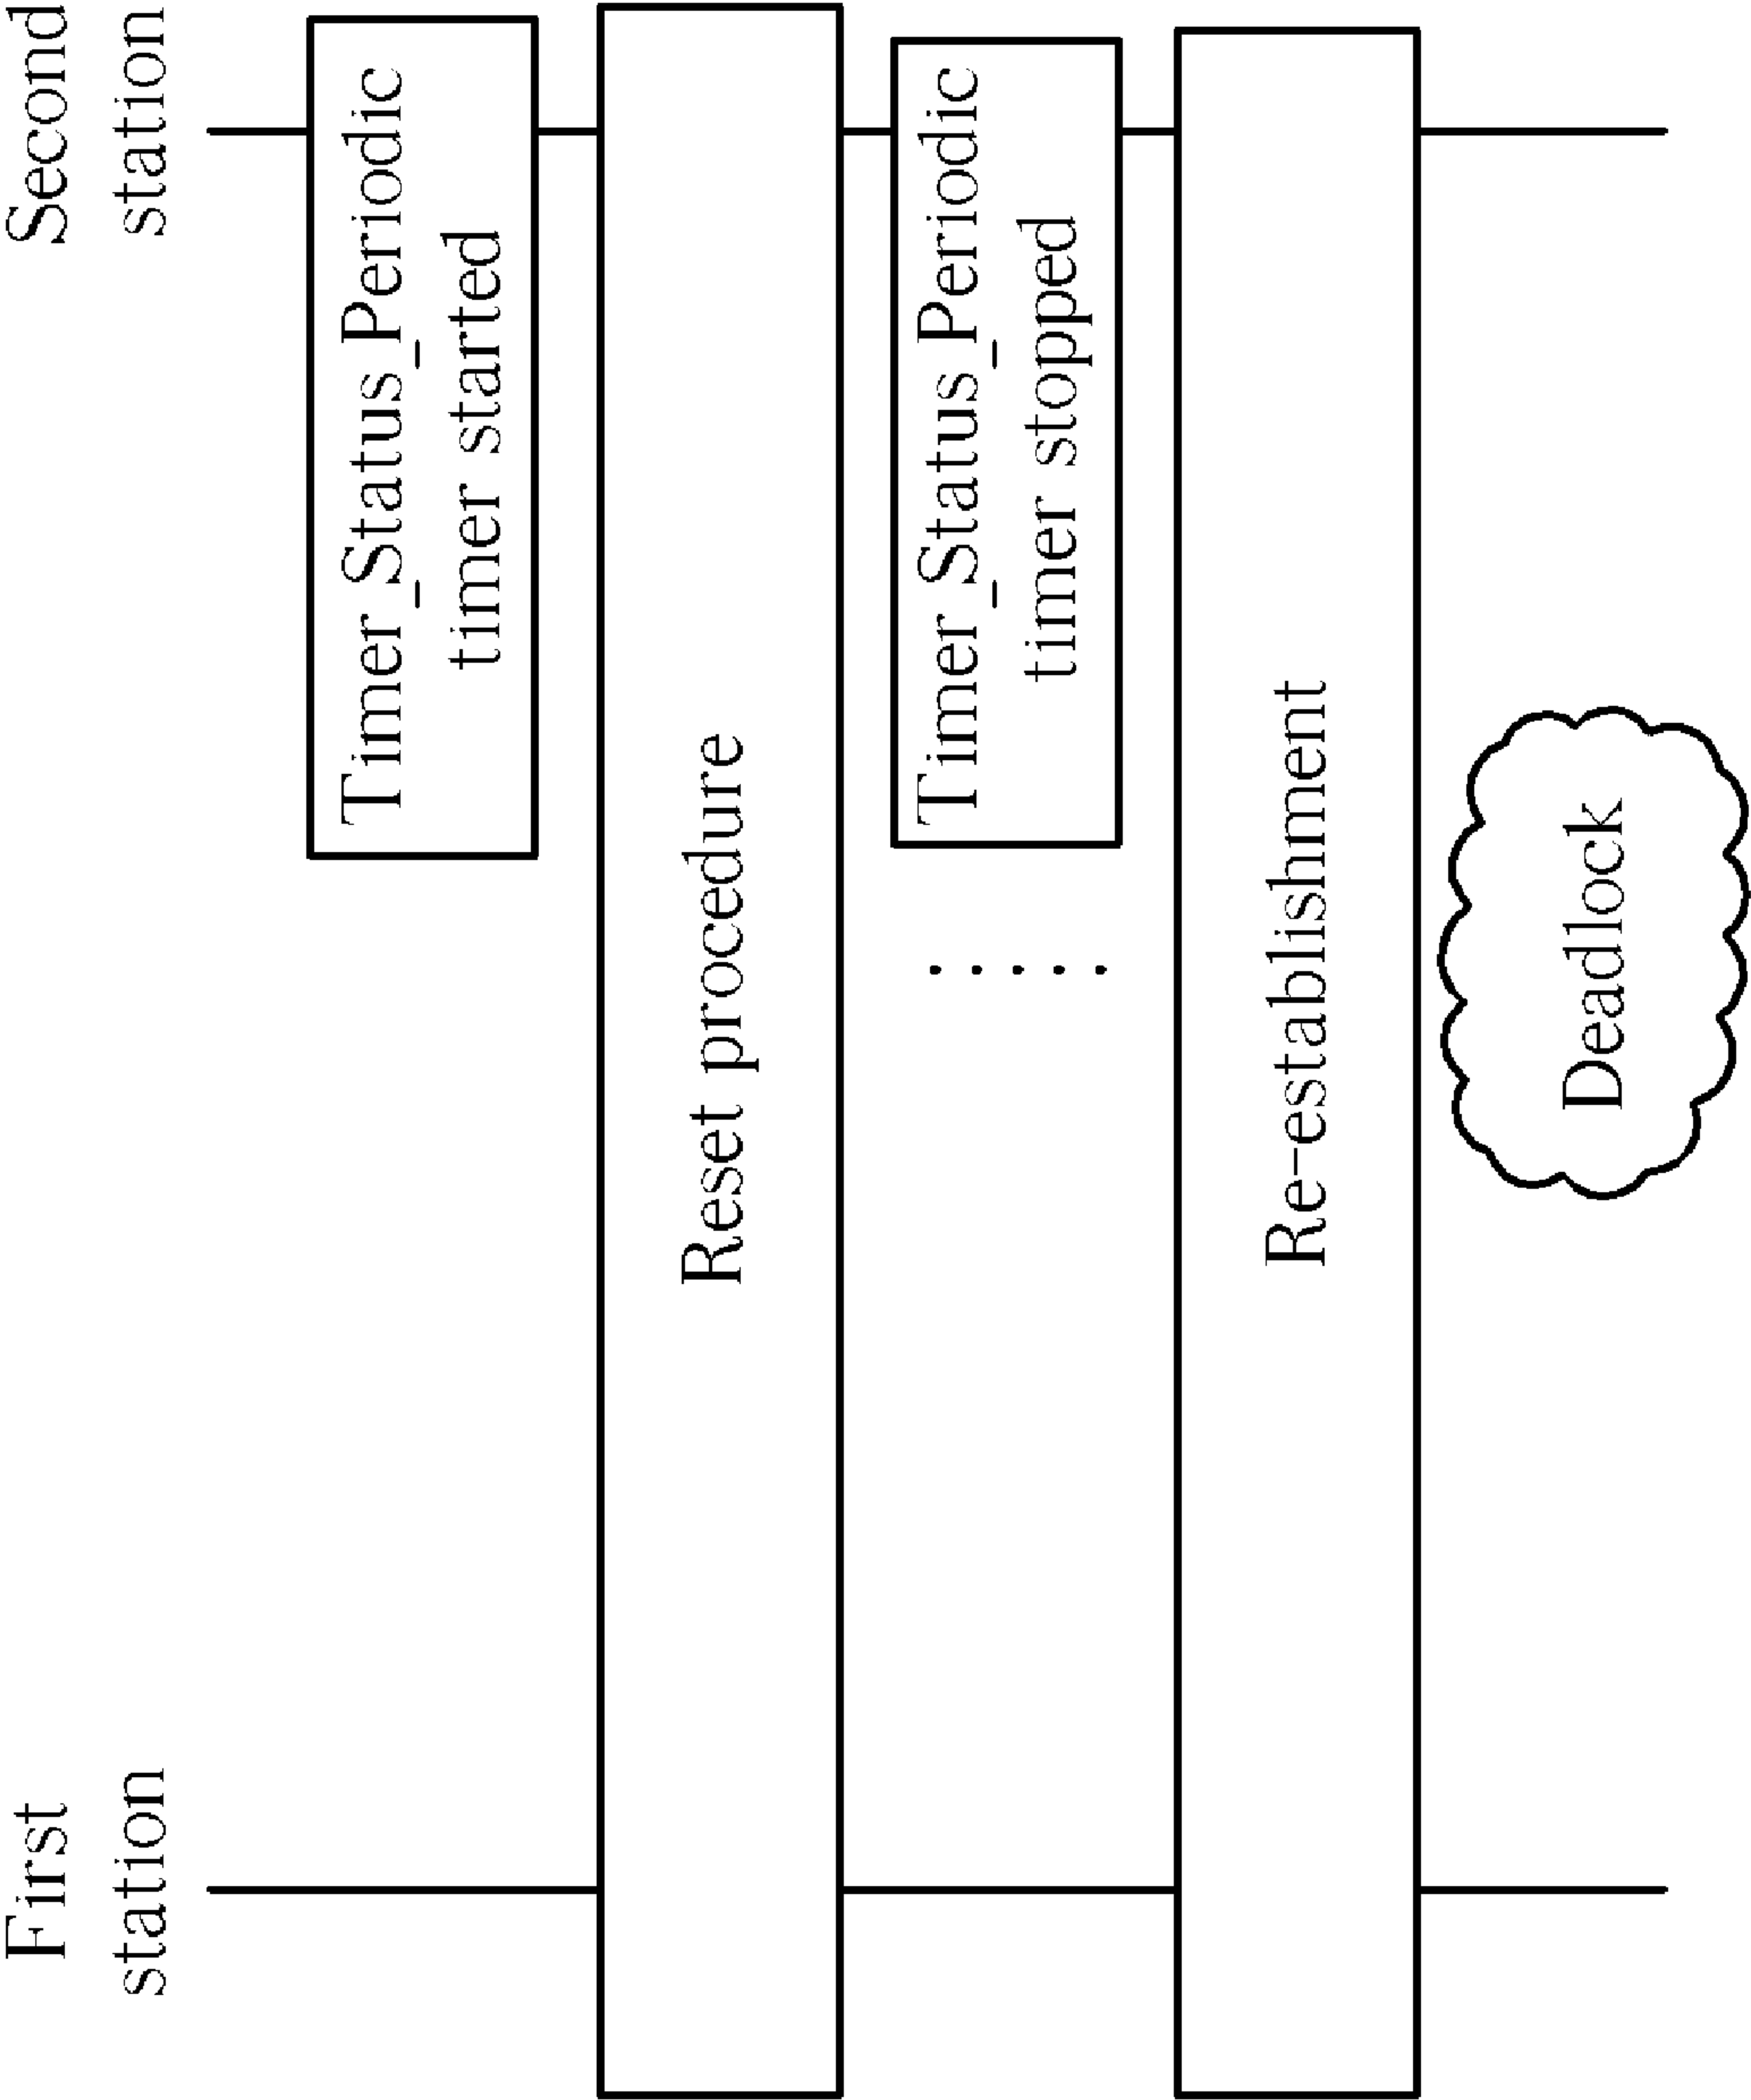 First
station
Second
station
Timer_Status_Periodic
timer started
Reset procedure
Timer_Status_Periodic
timer stopped
.....
Re-establishment
Deadlock